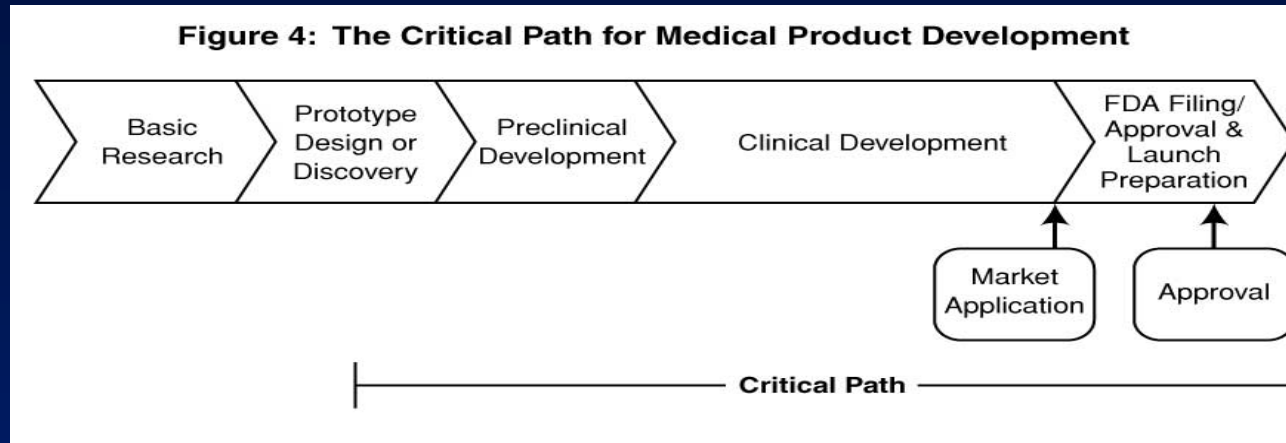 Figure 4: The Critical Path for Medical Product Development
Basic
Research
Prototype
Design or
Discovery
Preclinical
Development
Clinical Development
FDA Filing/
Approval &
Launch
Preparation
Market
Application
Approval
Critical Path